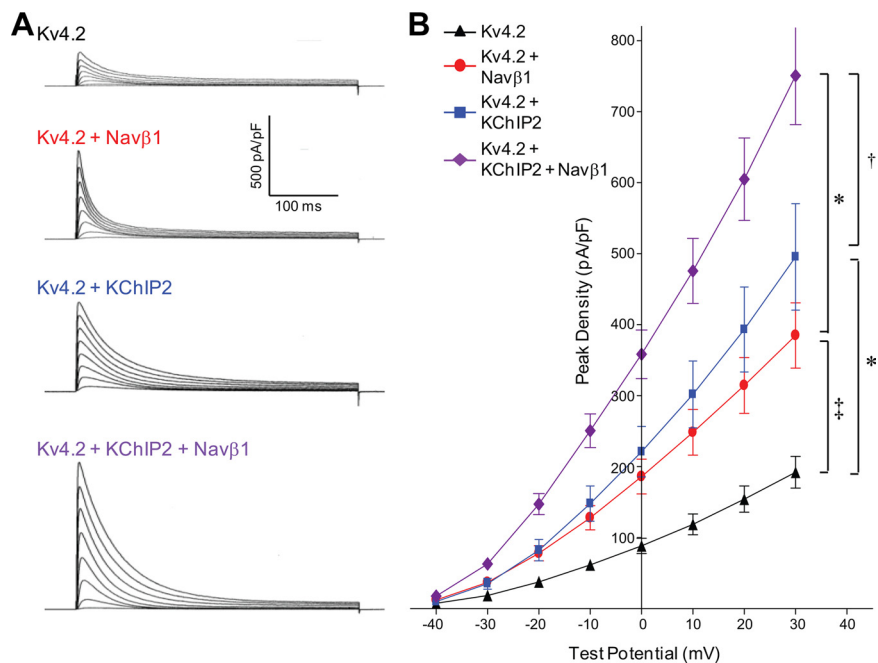 A
Kv4.2
Kv4.2 + Navβ1
500 pA/pF
100 ms
Kv4.2 + KChIP2
Kv4.2 + KChIP2 + Navβ1
B
Kv4.2
Kv4.2 +
Navβ1
Kv4.2 +
KChIP2
Kv4.2 +
KChIP2 + Navβ1
Peak Density (pA/pF)
800
700
600
500
400
300
200
100
-40 -30 -20 -10 0 10 20 30 40
Test Potential (mV)
*
†
‡
*